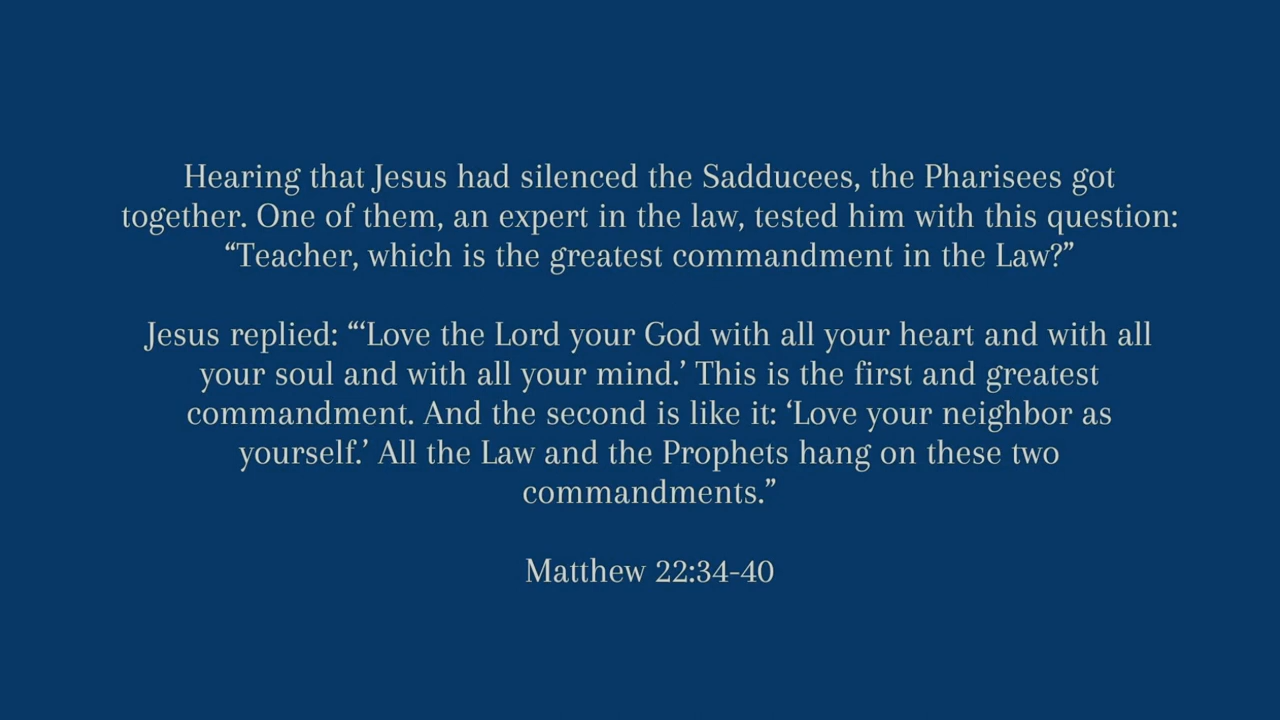 Hearing that Jesus had silenced the Sadducees, the Pharisees got
together. One of them, an expert in the law, tested him with this question:
“Teacher, which is the greatest commandment in the Law?”
Jesus replied: “‘Love the Lord your God with all your heart and with all
your soul and with all your mind.’ This is the first and greatest
commandment. And the second is like it: ‘Love your neighbor as
yourself.’ All the Law and the Prophets hang on these two
commandments.”
Matthew 22:34-40